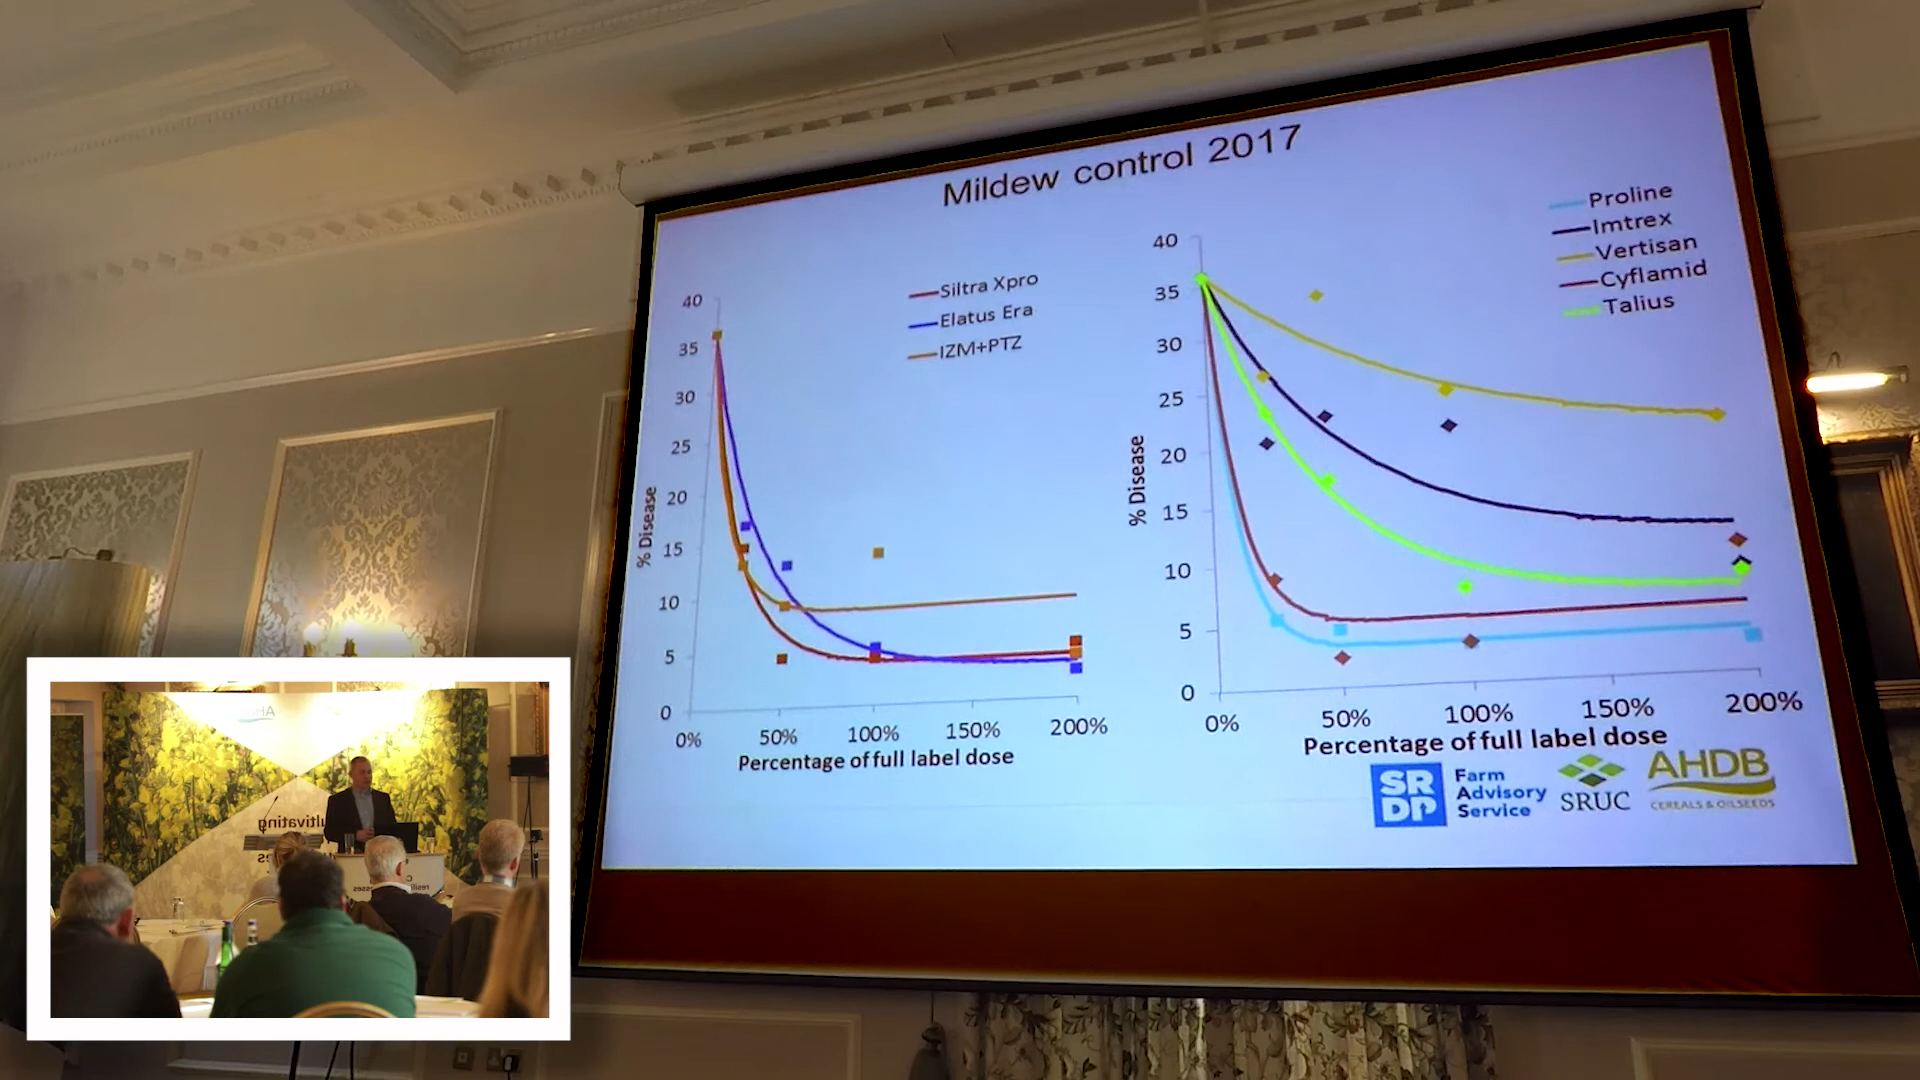 Mildew control 2017
Siltra Xpro
Elatus Era
IZM+PTZ
40
35
30
25
20
15
10
5
0
% Disease
0%
50%
100%
150%
200%
Percentage of full label dose
Proline
Imtrex
Vertisan
Cyflamid
Talius
40
35
30
25
20
15
10
5
0
% Disease
0%
50%
100%
150%
200%
Percentage of full label dose
SR
DP
Farm
Advisory
Service
SRUC
AHDB
CEREALS & OILSEEDS